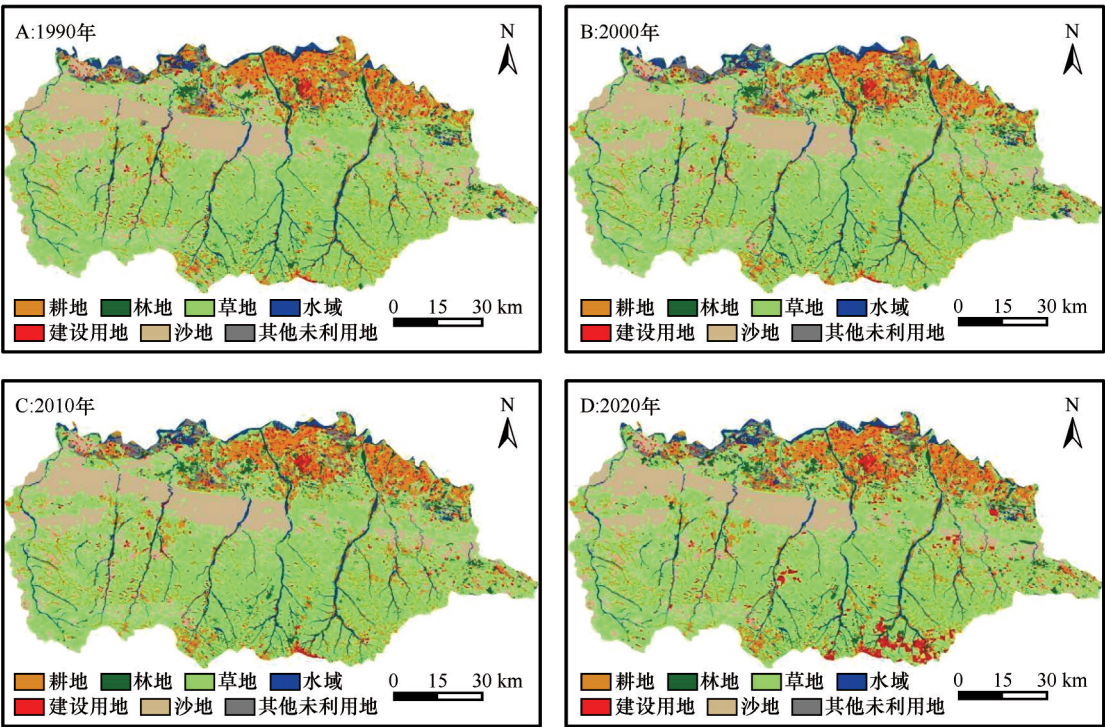 A:1990年
N
耕地 林地 草地 水域
建设用地 沙地 其他未利用地
0 15 30 km
B:2000年
N
耕地 林地 草地 水域
建设用地 沙地 其他未利用地
0 15 30 km
C:2010年
N
耕地 林地 草地 水域
建设用地 沙地 其他未利用地
0 15 30 km
D:2020年
N
耕地 林地 草地 水域
建设用地 沙地 其他未利用地
0 15 30 km